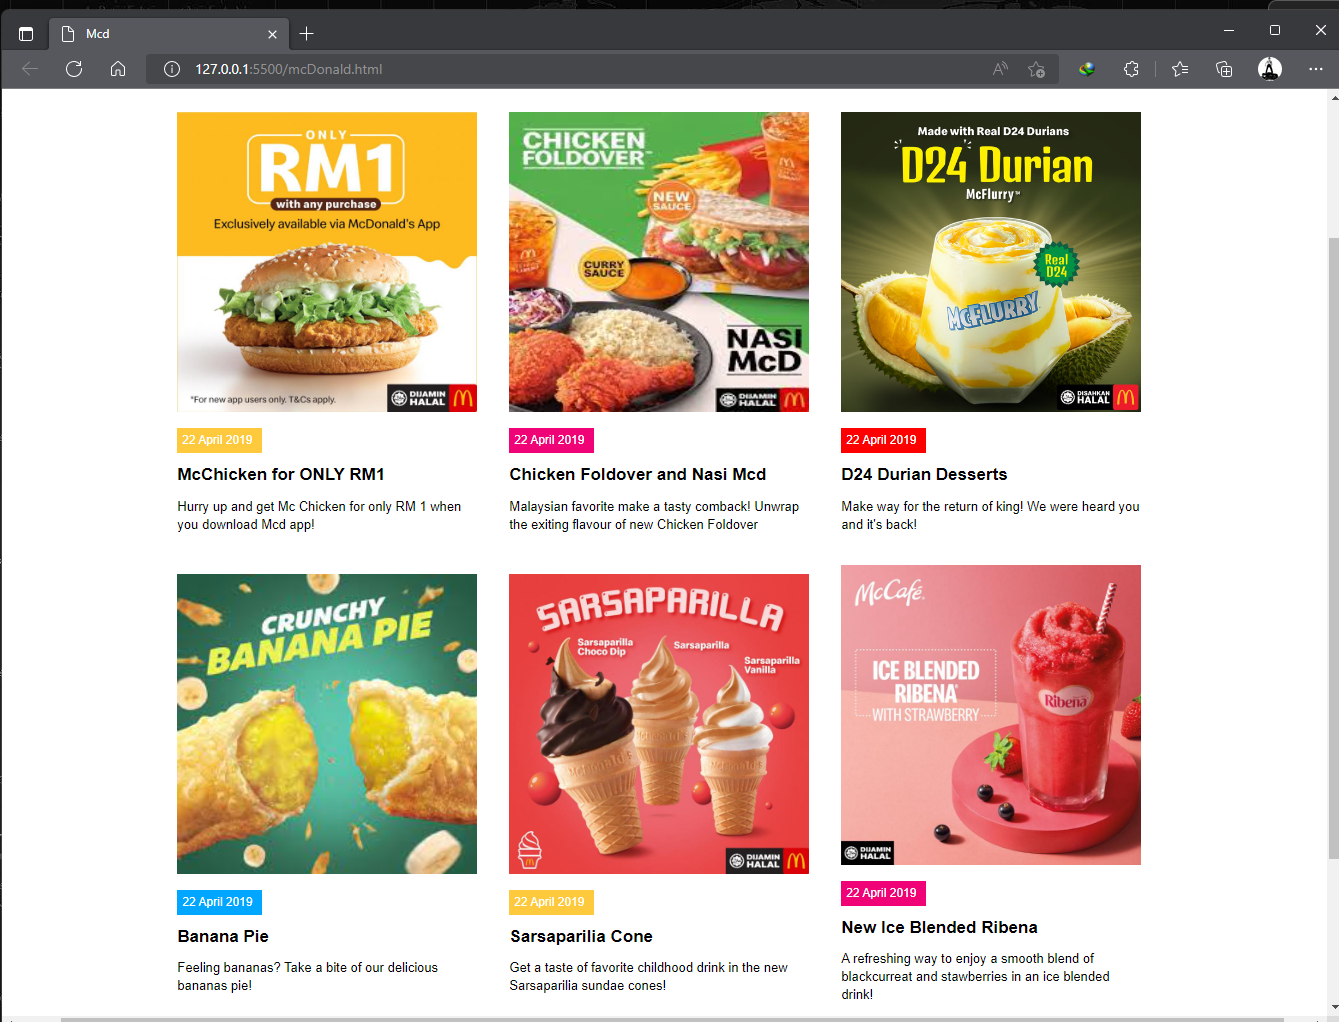 Mcd
127.0.0.1:5500/mcDonald.html
ONLY
RM1
with any purchase
Exclusively available via McDonald's App
*For new app users only. T&Cs apply.
DIJAMIN
HALAL
22 April 2019
McChicken for ONLY RM1
Hurry up and get Mc Chicken for only RM 1 when
you download Mcd app!
CHICKEN
FOLDOVER™
NEW
SAUCE
CURRY
SAUCE
NASI
McD
DIJAMIN
HALAL
22 April 2019
Chicken Foldover and Nasi Mcd
Malaysian favorite make a tasty comback! Unwrap
the exiting flavour of new Chicken Foldover
Made with Real D24 Durians
D24 Durian
McFlurry™
Real
D24
McFLURRY
DISAHKAN
HALAL
22 April 2019
D24 Durian Desserts
Make way for the return of king! We were heard you
and it's back!
CRUNCHY
BANANA PIE
22 April 2019
Banana Pie
Feeling bananas? Take a bite of our delicious
bananas pie!
SARSAPARILLA
Sarsaparilla
Choco Dip
Sarsaparilla
Sarsaparilla
Vanilla
McDonald's
DIJAMIN
HALAL
22 April 2019
Sarsaparilia Cone
Get a taste of favorite childhood drink in the new
Sarsaparilia sundae cones!
McCafé®
ICE BLENDED
RIBENA®
WITH STRAWBERRY
Ribena
DIJAMIN
HALAL
22 April 2019
New Ice Blended Ribena
A refreshing way to enjoy a smooth blend of
blackcurreat and stawberries in an ice blended
drink!